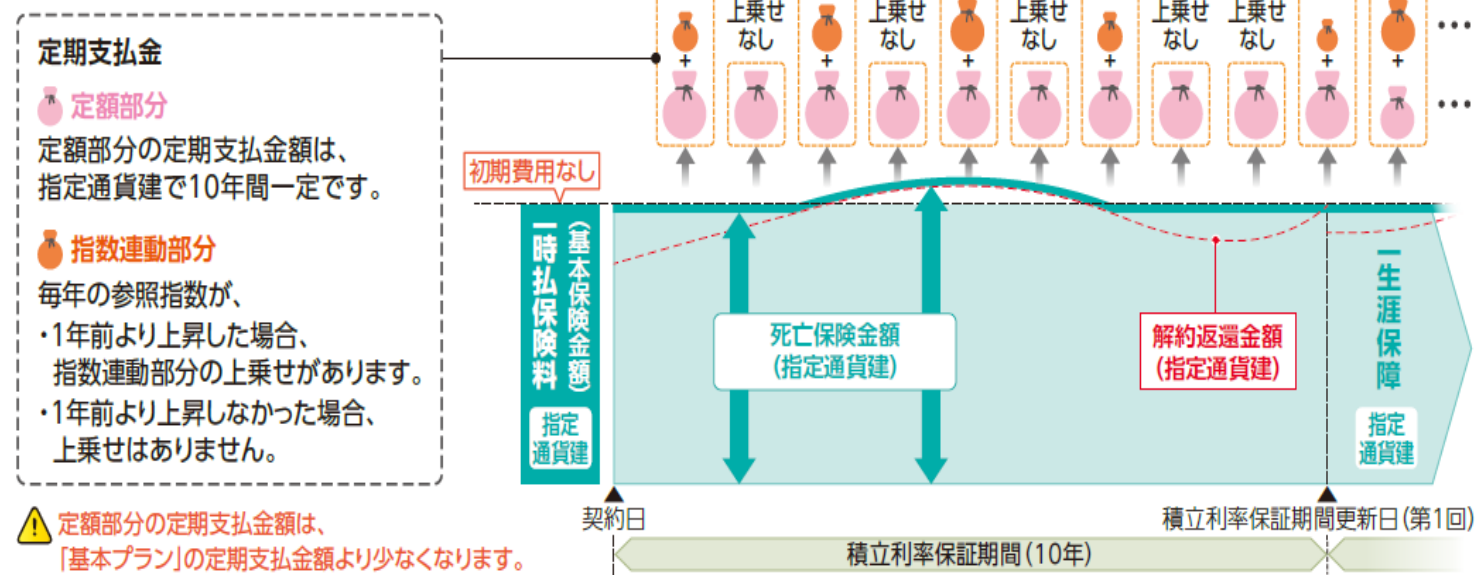 定期支払金
定額部分
定額部分の定期支払金額は、
指定通貨建で10年間一定です。
指数連動部分
毎年の参照指数が、
・1年前より上昇した場合、
指数連動部分の上乗せがあります。
・1年前より上昇しなかった場合、
上乗せはありません。
定額部分の定期支払金額は、
「基本プラン」の定期支払金額より少なくなります。
+
上乗せ
なし
+
上乗せ
なし
+
上乗せ
なし
+
上乗せ
なし
上乗せ
なし
+
+
•••
•••
初期費用なし
一時払保険料
(基本保険金額)
指定
通貨建
死亡保険金額
(指定通貨建)
解約返還金額
(指定通貨建)
一生涯保障
指定
通貨建
契約日
積立利率保証期間更新日(第1回)
積立利率保証期間(10年)